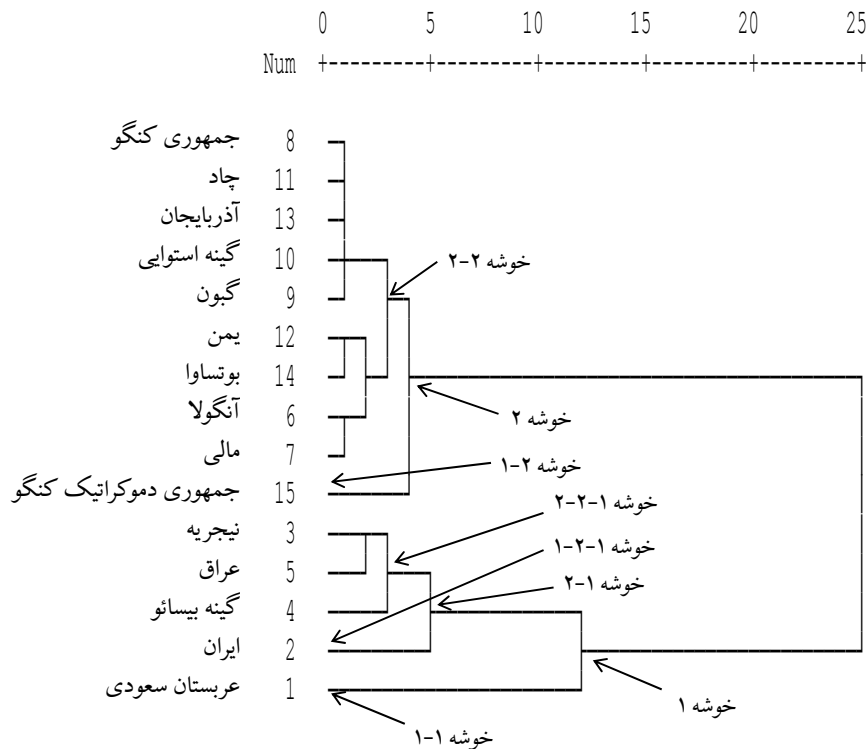 0 5 10 15 20 25
Num +---------+---------+---------+---------+---------+
جمهوری کنگو 8
چاد 11
آذربایجان 13
گینه استوایی 10
خوشه ۲-۲
گبون 9
یمن 12
بوتساوا 14
آنگولا 6
خوشه ۲
مالی 7
خوشه ۲-۱
جمهوری دموکراتیک کنگو 15
خوشه ۱-۲-۲
نیجریه 3
خوشه ۱-۲-۱
عراق 5
خوشه ۱-۲
گینه بیسائو 4
ایران 2
عربستان سعودی 1
خوشه ۱
خوشه ۱-۱